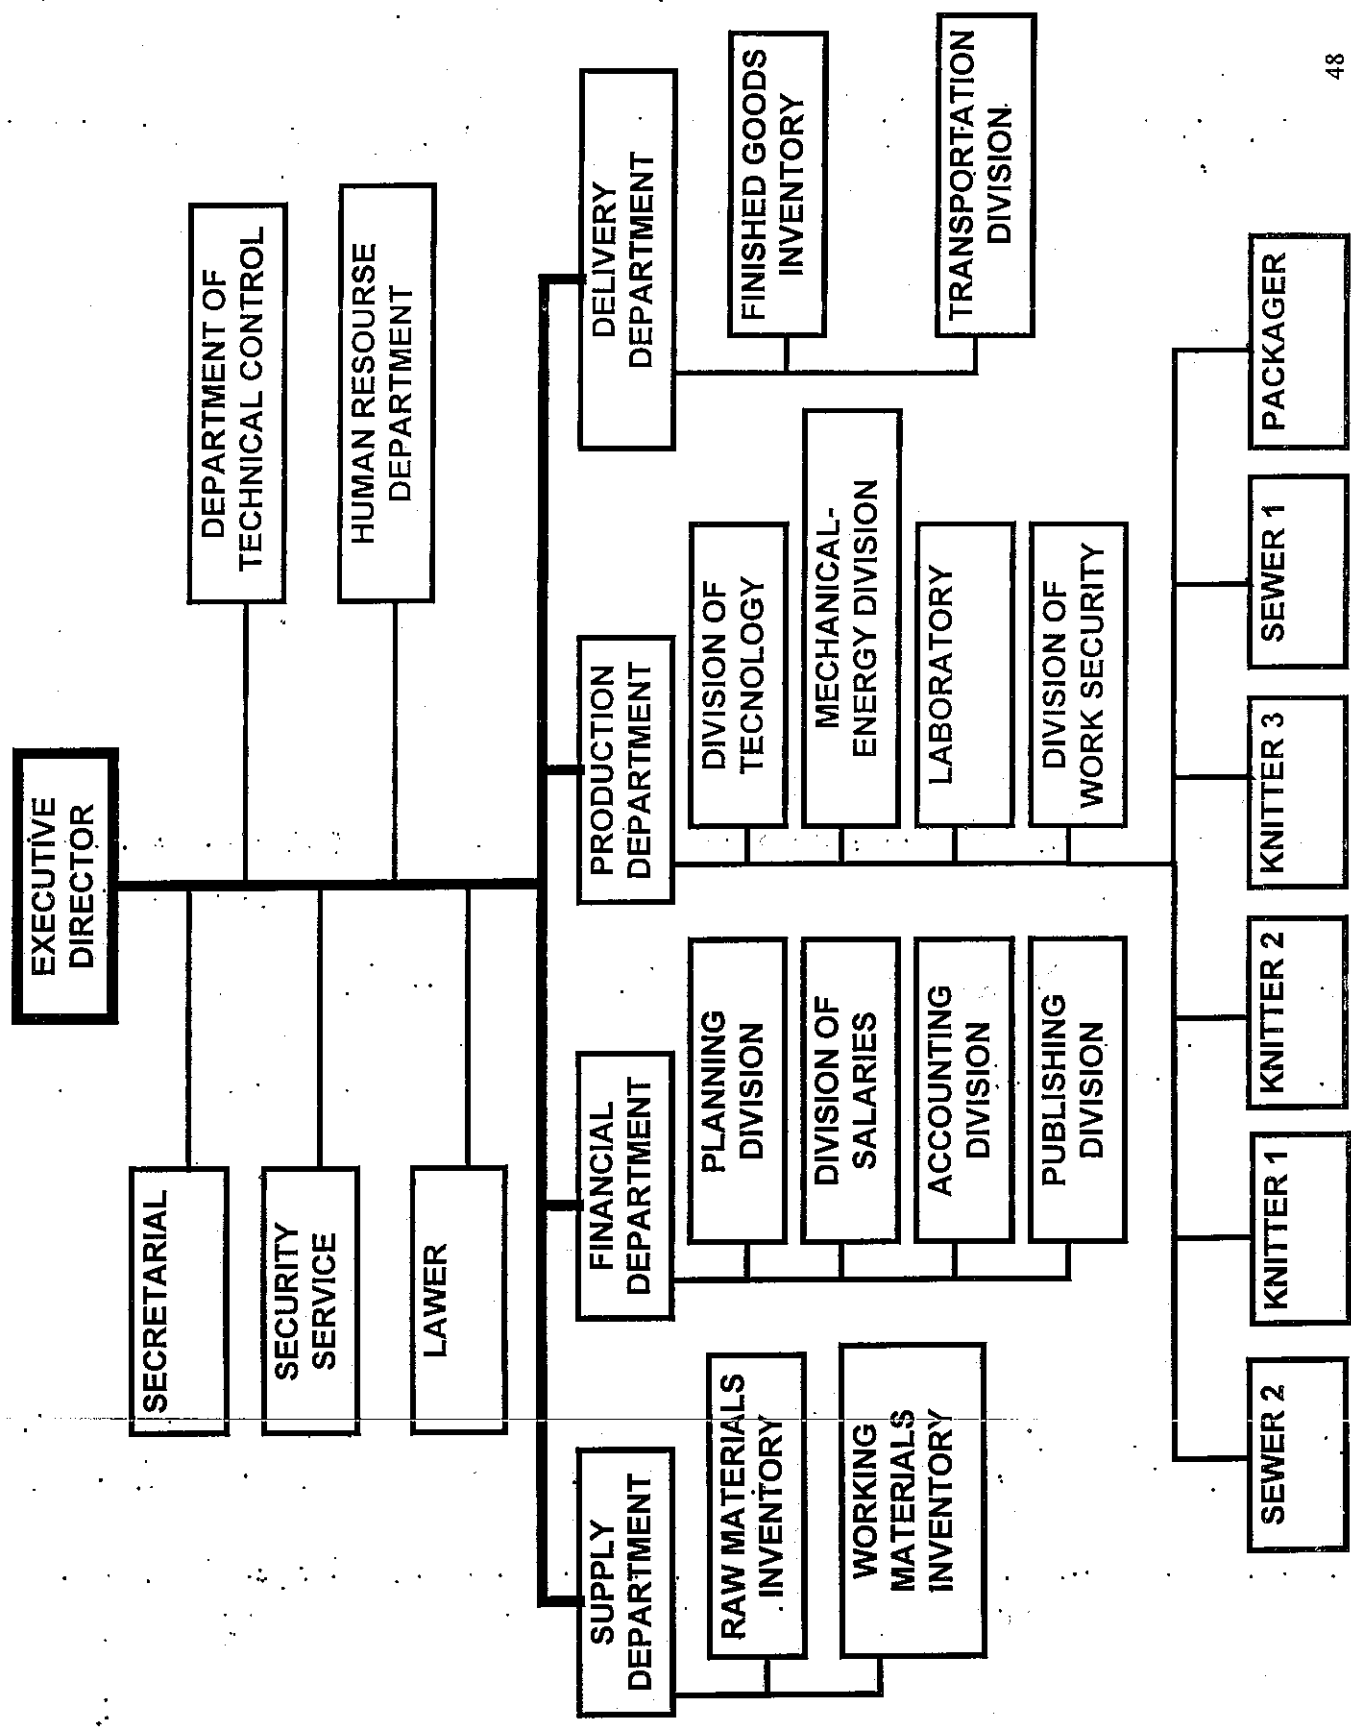 EXECUTIVE
DIRECTOR
SECRETARIAL
DEPARTMENT OF
TECHNICAL CONTROL
SECURITY
SERVICE
HUMAN RESOURSE
DEPARTMENT
LAWER
SUPPLY
DEPARTMENT
RAW MATERIALS
INVENTORY
WORKING
MATERIALS
INVENTORY
FINANCIAL
DEPARTMENT
PLANNING
DIVISION
DIVISION OF
SALARIES
ACCOUNTING
DIVISION
PUBLISHING
DIVISION
PRODUCTION
DEPARTMENT
DIVISION OF
TECNOLOGY
MECHANICAL-
ENERGY DIVISION
LABORATORY
DIVISION OF
WORK SECURITY
DELIVERY
DEPARTMENT
FINISHED GOODS
INVENTORY
TRANSPORTATION
DIVISION
SEWER 2
KNITTER 1
KNITTER 2
KNITTER 3
SEWER 1
PACKAGER
48